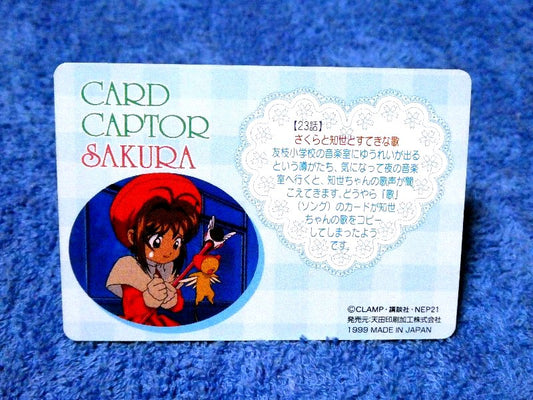 CARD
CAPTOR
SAKURA
【23話】
さくらと知世とすてきな歌
友枝小学校の音楽室にゆうれいが出る
という噂がたち、気になって夜の音楽
室へ行くと、知世ちゃんの歌声が聞
こえてきます。どうやら「歌」
(ソング)のカードが知世
ちゃんの歌をコピー
してしまったよう
です。
©CLAMP・講談社・NEP21
発売元:天田印刷加工株式会社
1999 MADE IN JAPAN